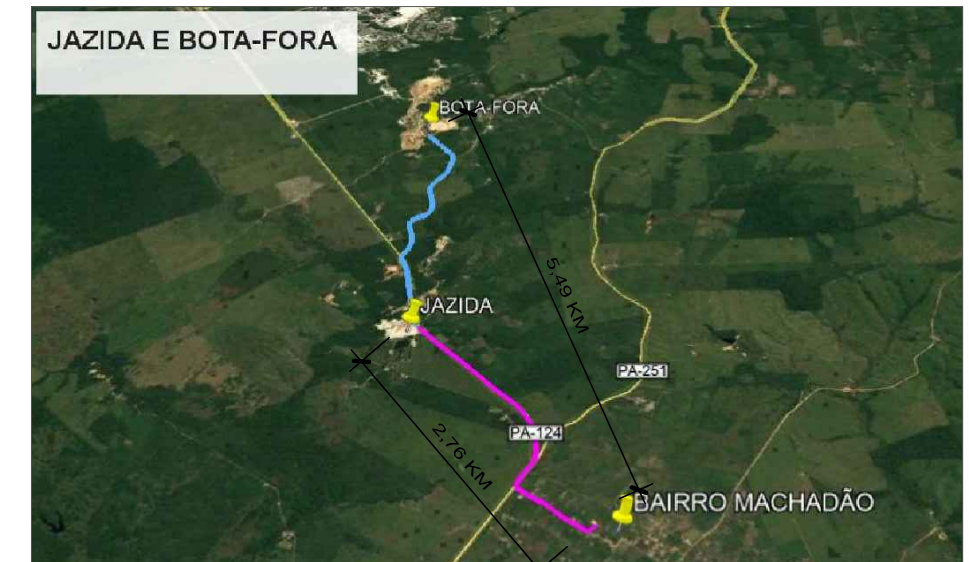 JAZIDA E BOTA-FORA
BOTA-FORA
5,49 KM
JAZIDA
PA-251
PA-124
2,76 KM
BAIRRO MACHADÃO